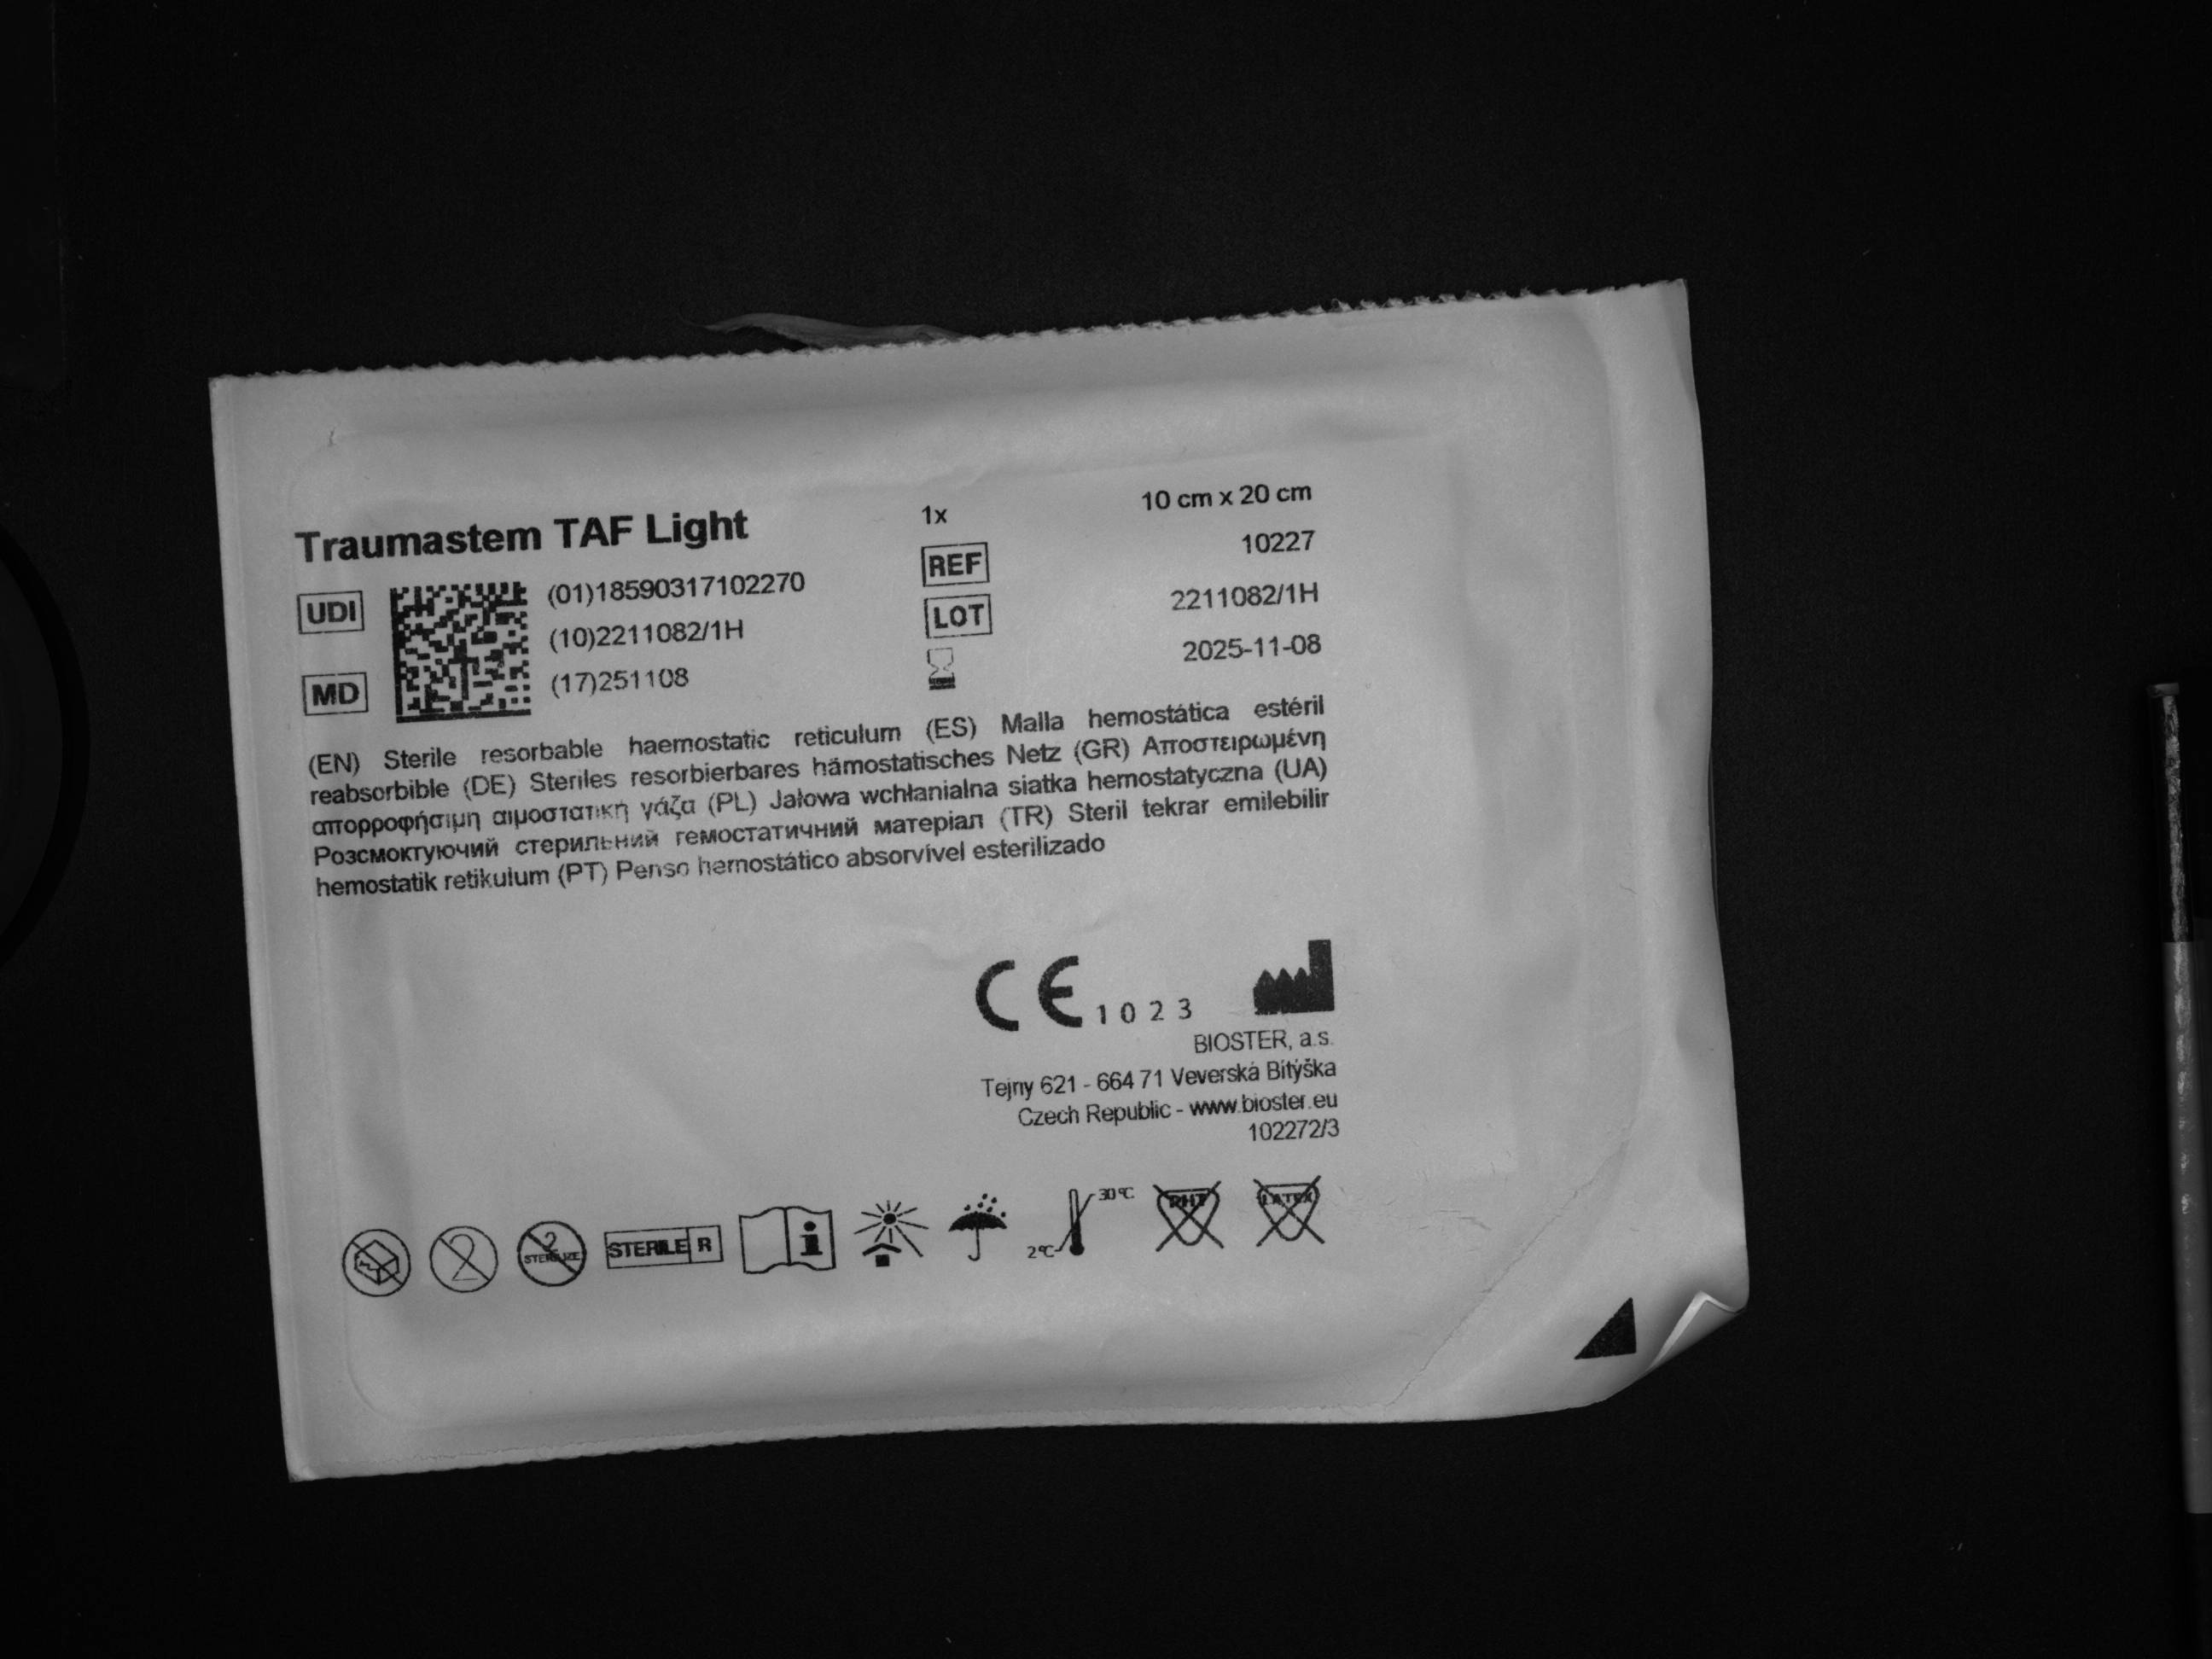 Traumastem TAF Light
1x 10 cm x 20 cm
REF 10227
UDI (01)18590317102270
LOT 2211082/1H
(10)2211082/1H
2025-11-08
MD (17)251108
(EN) Sterile resorbable haemostatic reticulum (ES) Malla hemostática estéril
reabsorbible (DE) Steriles resorbierbares hämostatisches Netz (GR) Αποστειρωμένη
απορροφήσιμη αιμοστατική γάζα (PL) Jałowa wchłanialna siatka hemostatyczna (UA)
Розсмоктуючий стерильний гемостатичний матеріал (TR) Steril tekrar emilebilir
hemostatik retikulum (PT) Penso hemostático absorvível esterilizado
CE 1023
BIOSTER, a.s.
Tejny 621 - 664 71 Veverská Bítýška
Czech Republic - www.bioster.eu
102272/3
2 2 STERILIZE STERILE R i 2°C 30°C PHT LATEX